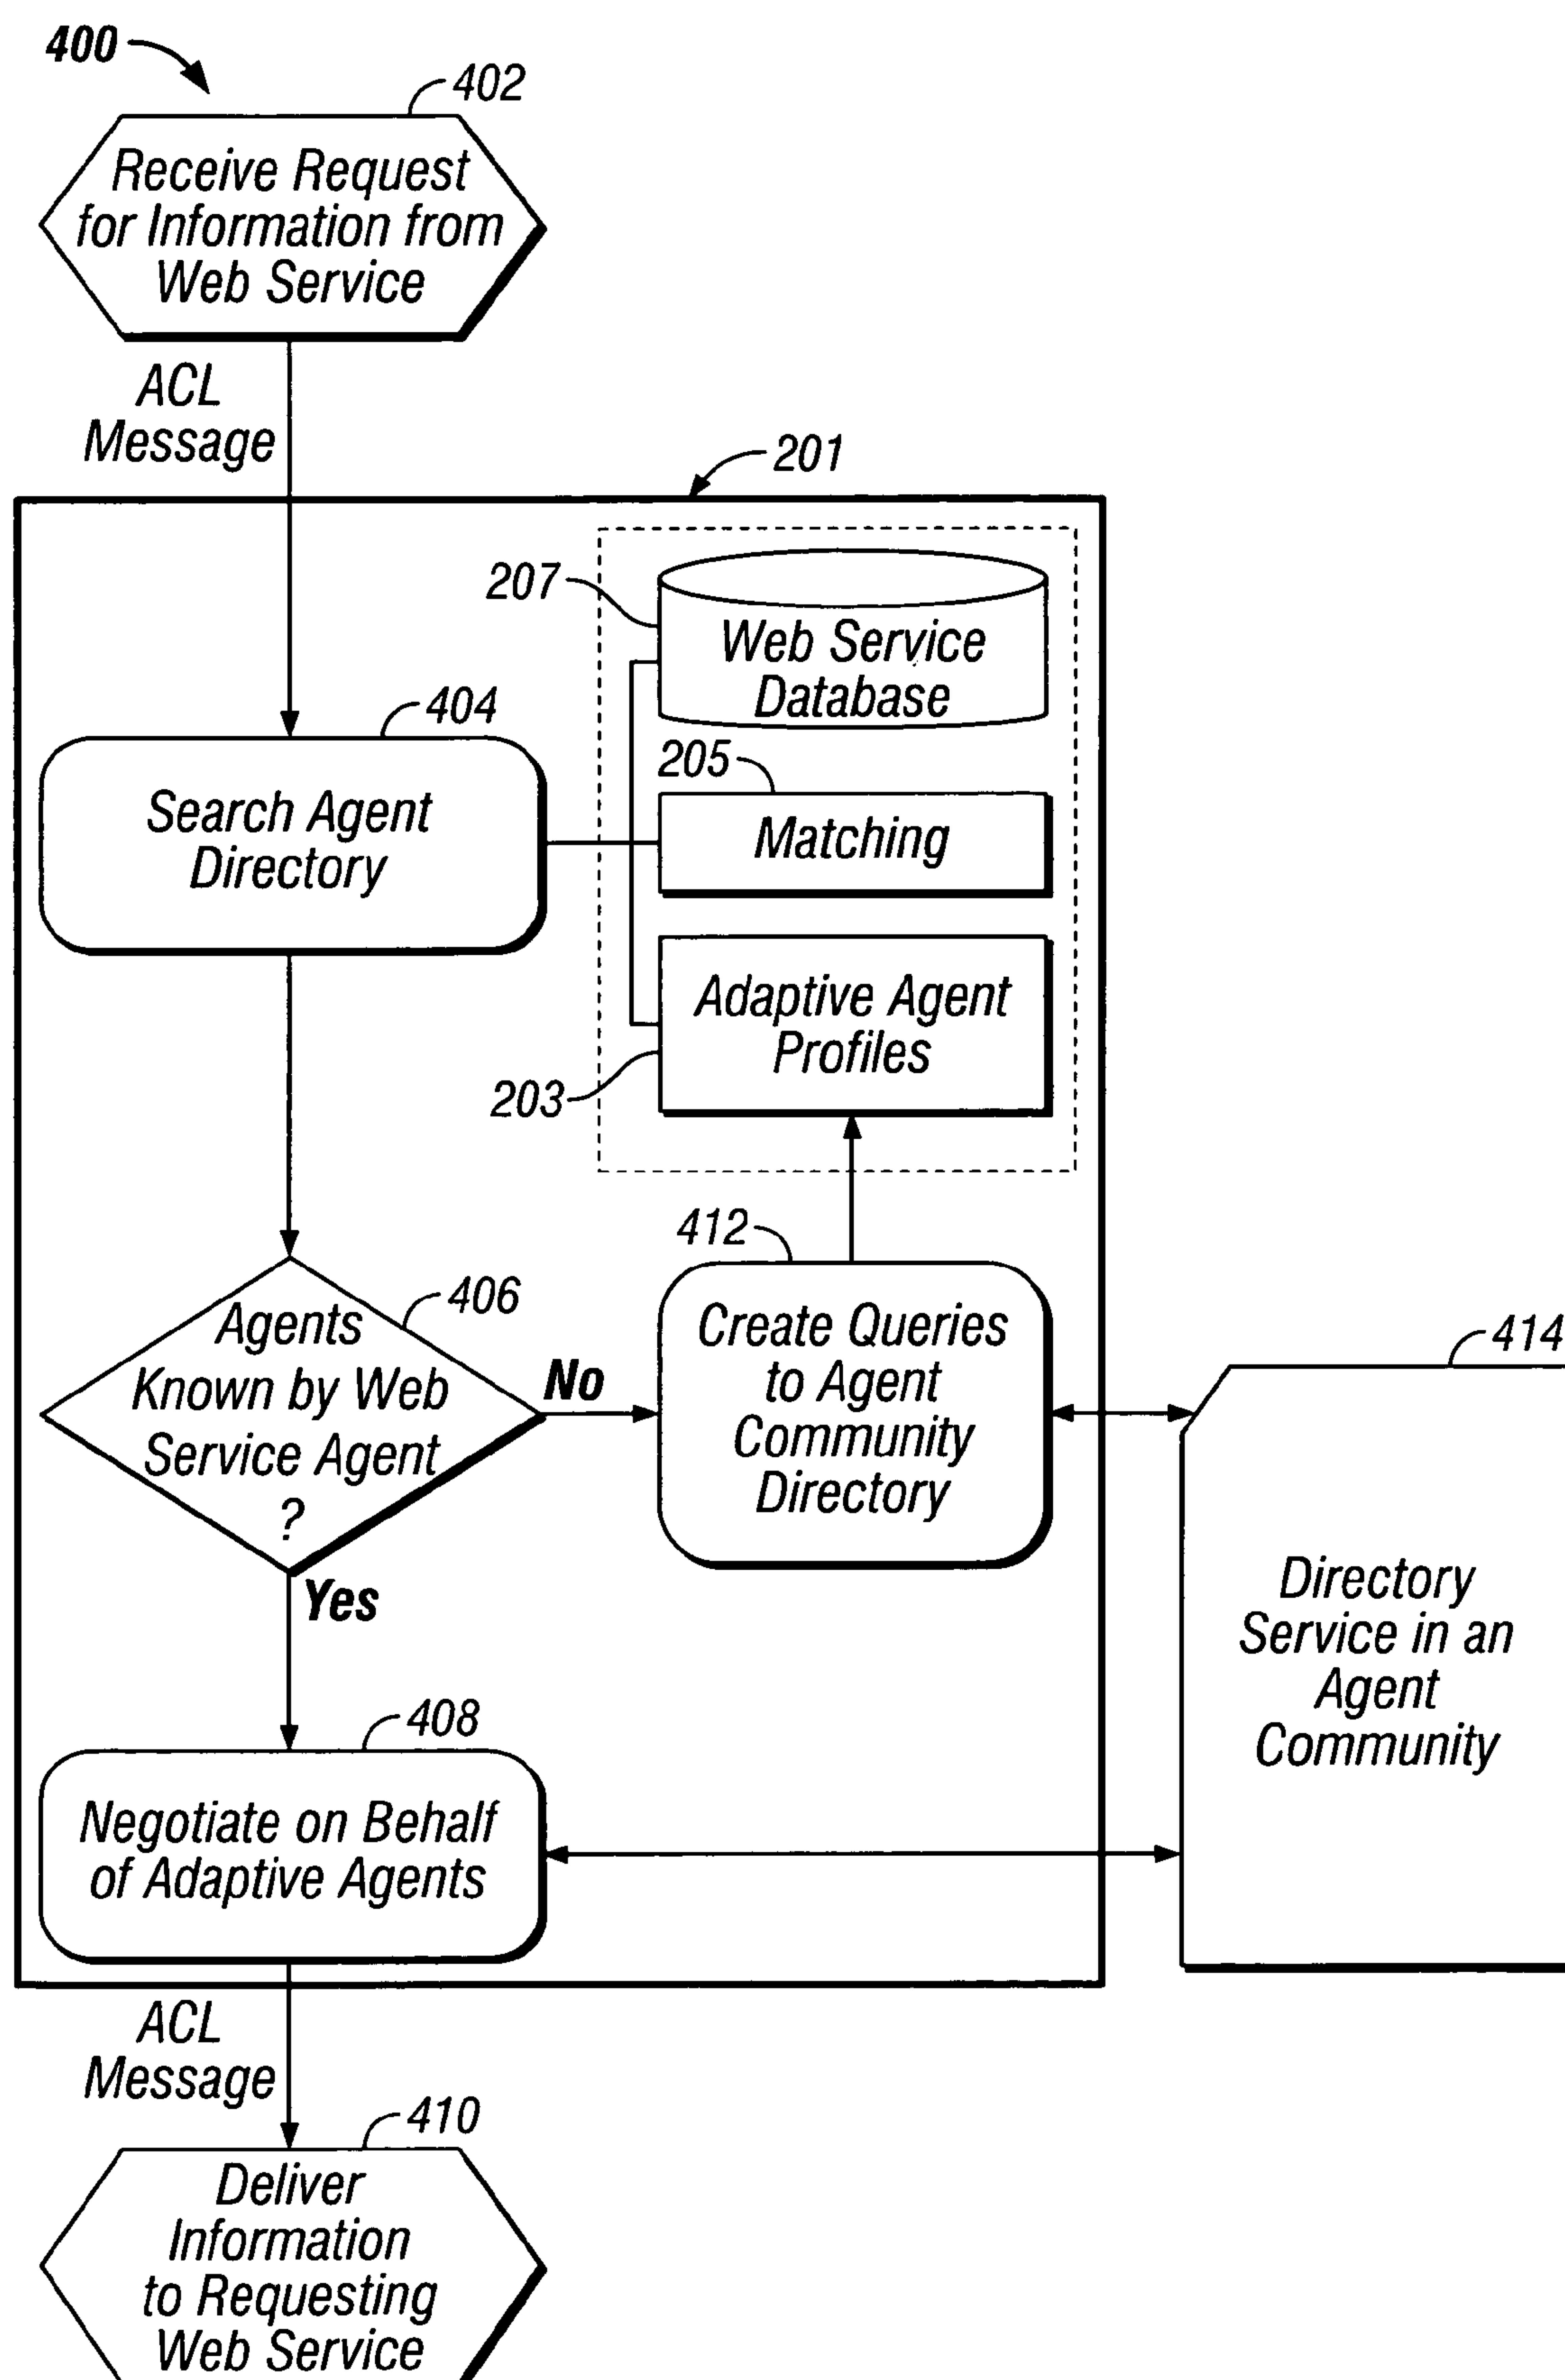 400
402
Receive Request
for Information from
Web Service
ACL
Message
201
207
Web Service
Database
404
205
Search Agent
Directory
Matching
Adaptive Agent
Profiles
203
412
406
Agents
Known by Web
Service Agent
?
No
Create Queries
to Agent
Community
Directory
414
Yes
Directory
Service in an
Agent
Community
408
Negotiate on Behalf
of Adaptive Agents
ACL
Message
410
Deliver
Information
to Requesting
Web Service